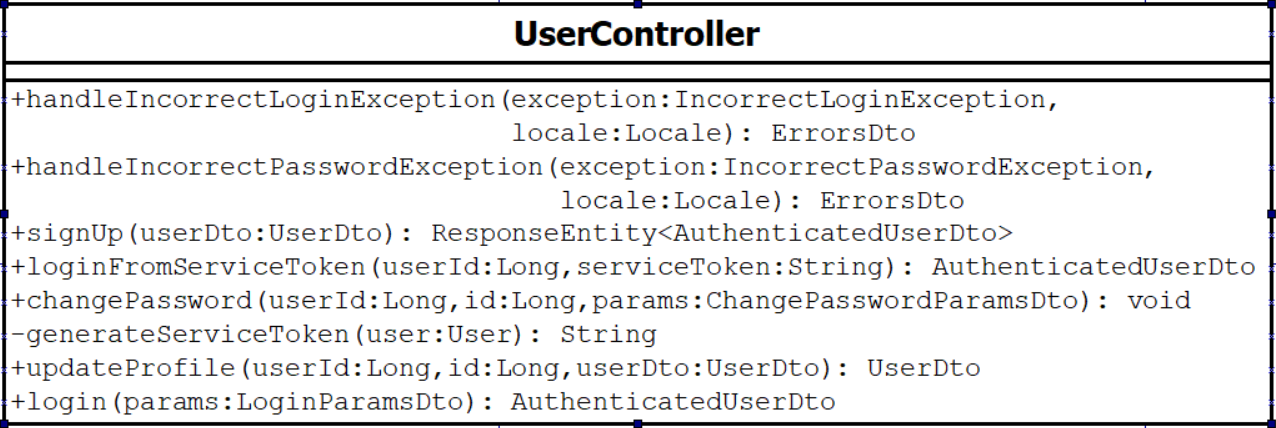 UserController
+handleIncorrectLoginException(exception:IncorrectLoginException,
locale:Locale): ErrorsDto
+handleIncorrectPasswordException(exception:IncorrectPasswordException,
locale:Locale): ErrorsDto
+signUp(userDto:UserDto): ResponseEntity<AuthenticatedUserDto>
+loginFromServiceToken(userId:Long,serviceToken:String): AuthenticatedUserDto
+changePassword(userId:Long,id:Long,params:ChangePasswordParamsDto): void
-generateServiceToken(user:User): String
+updateProfile(userId:Long,id:Long,userDto:UserDto): UserDto
+login(params:LoginParamsDto): AuthenticatedUserDto